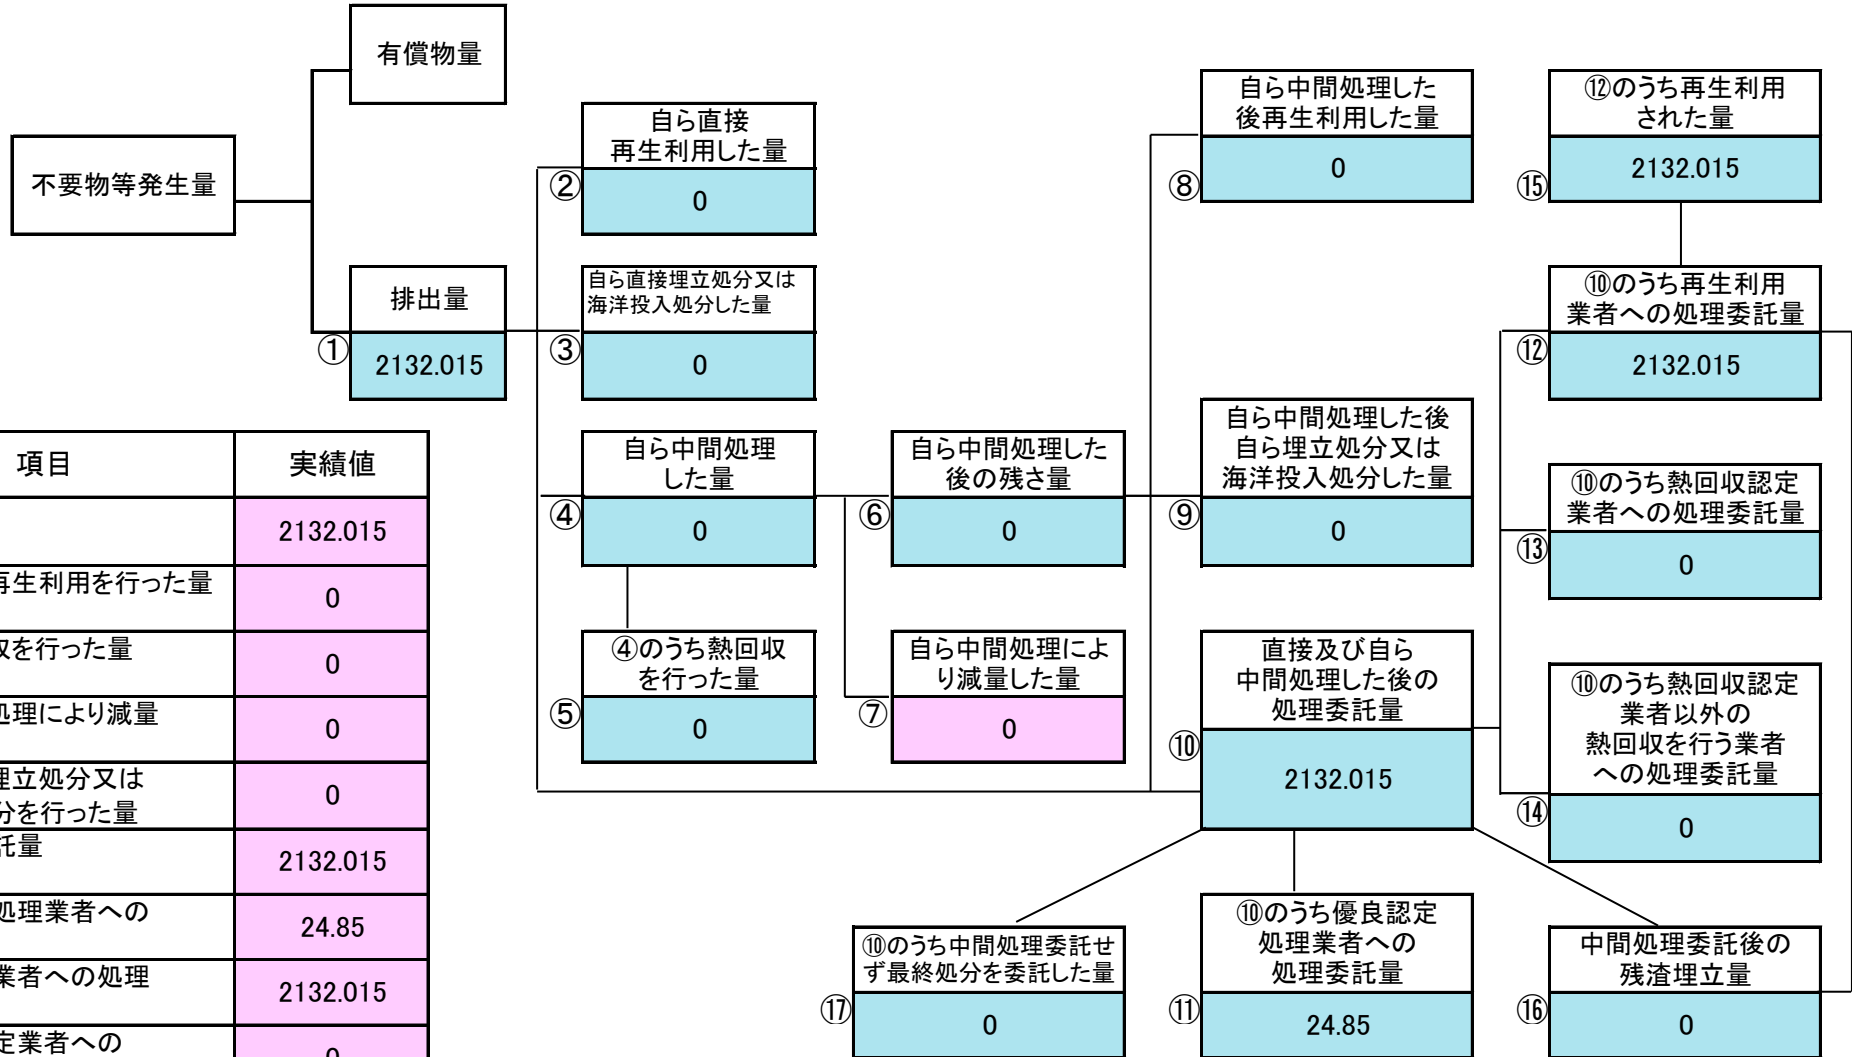 有償物量
不要物等発生量
排出量
①
2132.015
自ら直接
再生利用した量
②
0
自ら直接埋立処分又は
海洋投入処分した量
③
0
自ら中間処理
した量
④
0
④のうち熱回収
を行った量
⑤
0
自ら中間処理した
後の残さ量
⑥
0
自ら中間処理によ
り減量した量
⑦
0
自ら中間処理した
後再生利用した量
⑧
0
自ら中間処理した後
自ら埋立処分又は
海洋投入処分した量
⑨
0
直接及び自ら
中間処理した後の
処理委託量
⑩
2132.015
⑩のうち優良認定
処理業者への
処理委託量
⑪
24.85
⑫のうち再生利用
された量
⑮
2132.015
⑩のうち再生利用
業者への処理委託量
⑫
2132.015
⑩のうち熱回収認定
業者への処理委託量
⑬
0
⑩のうち熱回収認定
業者以外の
熱回収を行う業者
への処理委託量
⑭
0
⑩のうち中間処理委託せ
ず最終処分を委託した量
⑰
0
中間処理委託後の
残渣埋立量
⑯
0
項目 実績値
2132.015
再生利用を行った量
0
収を行った量
0
処理により減量
0
埋立処分又は
分を行った量
0
託量
2132.015
処理業者への
24.85
業者への処理
2132.015
定業者への
0